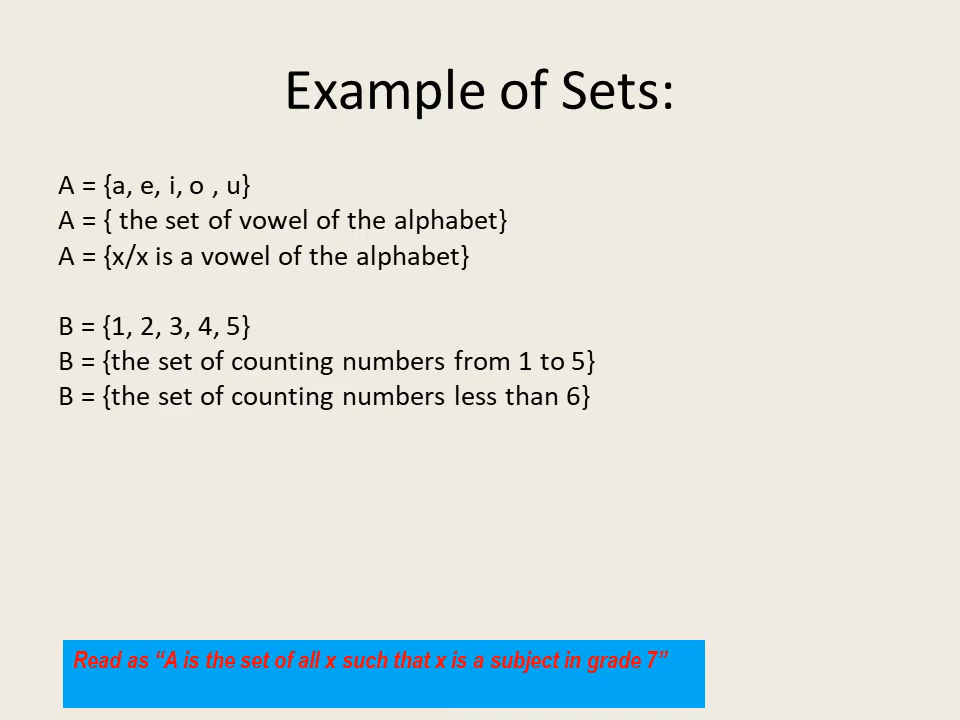 Example of Sets:
A = {a, e, i, o , u}
A = { the set of vowel of the alphabet}
A = {x/x is a vowel of the alphabet}
B = {1, 2, 3, 4, 5}
B = {the set of counting numbers from 1 to 5}
B = {the set of counting numbers less than 6}
Read as “A is the set of all x such that x is a subject in grade 7”